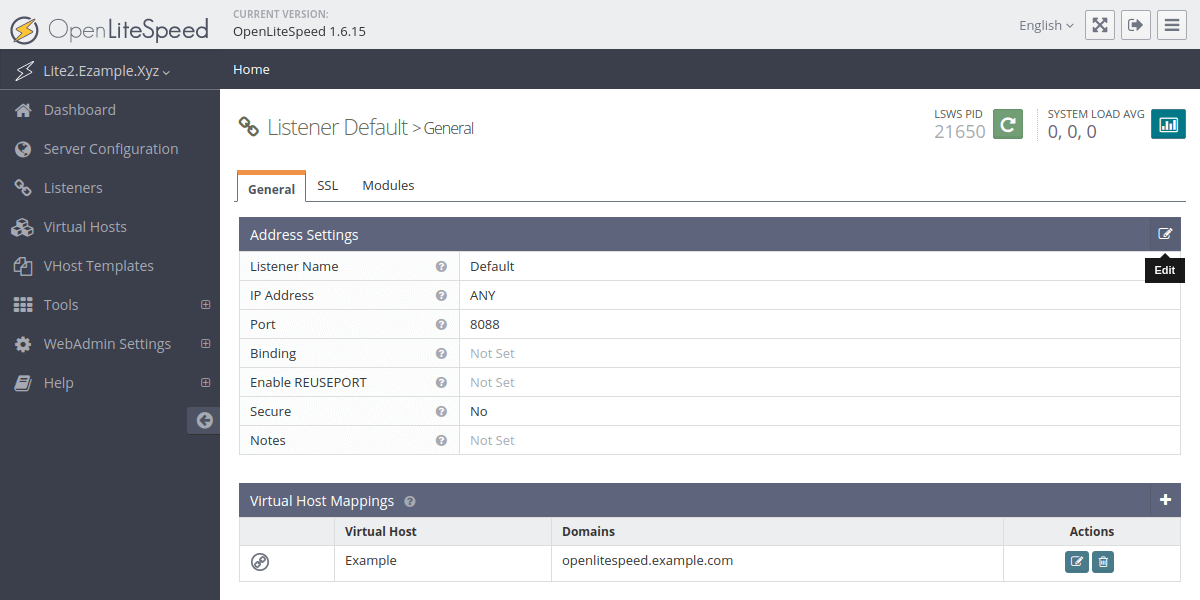 OpenLiteSpeed
CURRENT VERSION:
OpenLiteSpeed 1.6.15
English
Lite2.Ezample.Xyz
Home
Dashboard
Server Configuration
Listeners
Virtual Hosts
VHost Templates
Tools
WebAdmin Settings
Help
Listener Default > General
LSWS PID
21650
SYSTEM LOAD AVG
0, 0, 0
General SSL Modules
Address Settings
Edit
Listener Name Default
IP Address ANY
Port 8088
Binding Not Set
Enable REUSEPORT Not Set
Secure No
Notes Not Set
Virtual Host Mappings
Virtual Host Domains Actions
Example openlitespeed.example.com